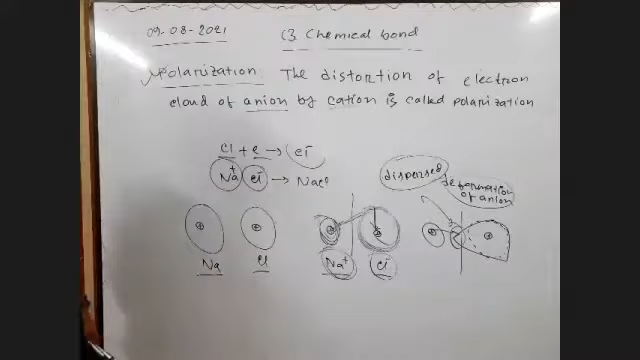 09-08-2021 (3 Chemical bond
Polarization: The distortion of electron
cloud of anion by cation is called polarization
Cl + e → Cl⁻
Na⁺ Cl⁻ → NaCl
dispersed
deformation
of anion
Na Cl Na⁺ Cl⁻